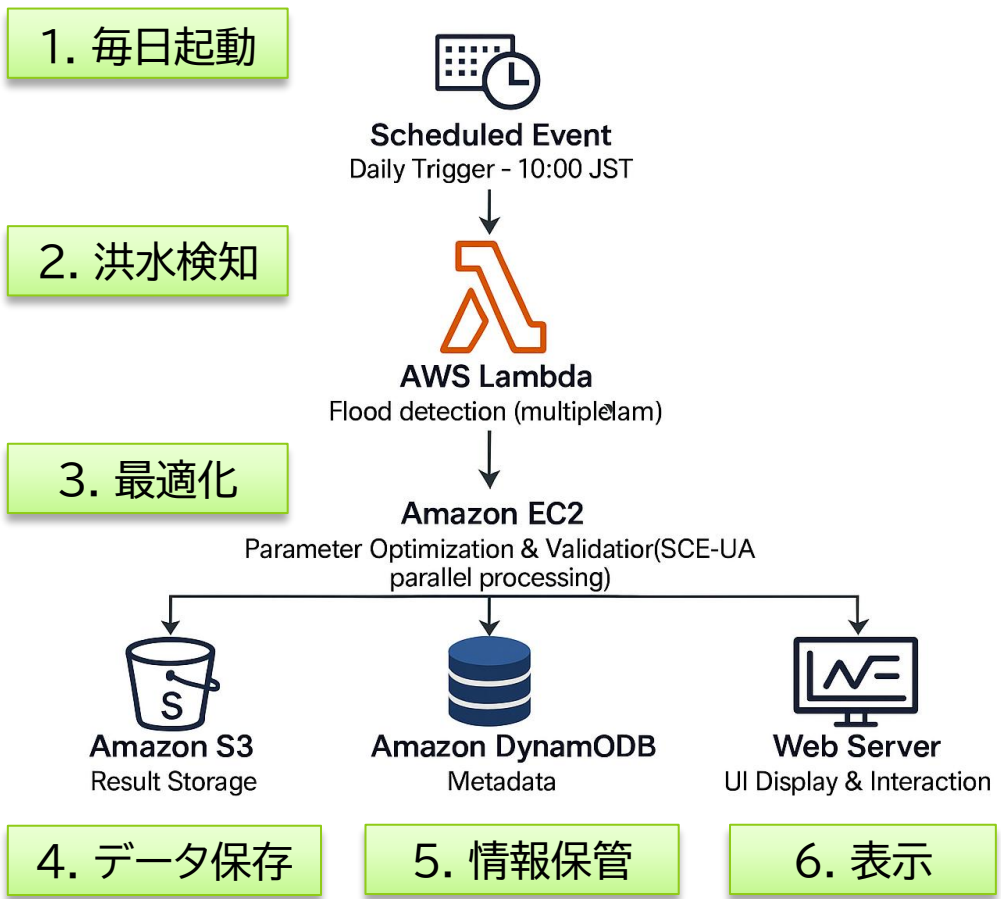 1. 毎日起動
Scheduled Event
Daily Trigger - 10:00 JST
2. 洪水検知
AWS Lambda
Flood detection (multiple
3. 最適化
Amazon EC2
Parameter Optimization & Validatior(SCE-UA
parallel processing)
S
Amazon S3
Result Storage
Amazon DynamODB
Metadata
Web Server
UI Display & Interaction
4. データ保存
5. 情報保管
6. 表示